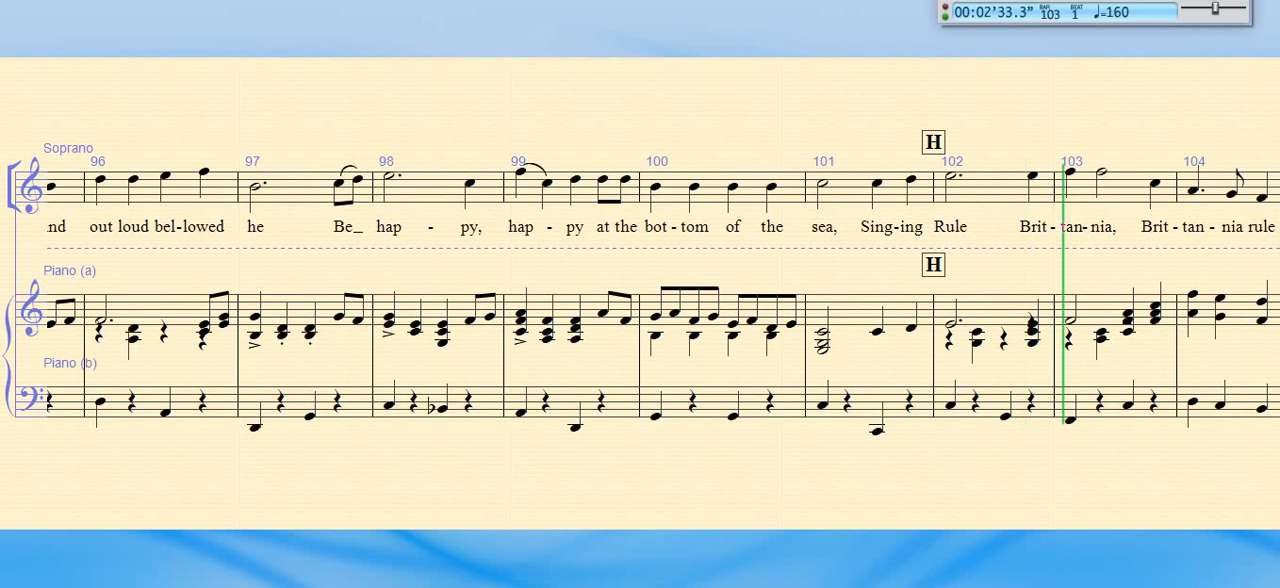 00:02’33.3” BAR 103 BEAT 1 ♩=160
H
Soprano
96 97 98 99 100 101 102 103 104
nd out loud bel-lowed he Be_ hap - py, hap - py at the bot - tom of the sea, Sing-ing Rule Brit - tan- nia, Brit - tan - nia rule
H
Piano (a)
Piano (b)